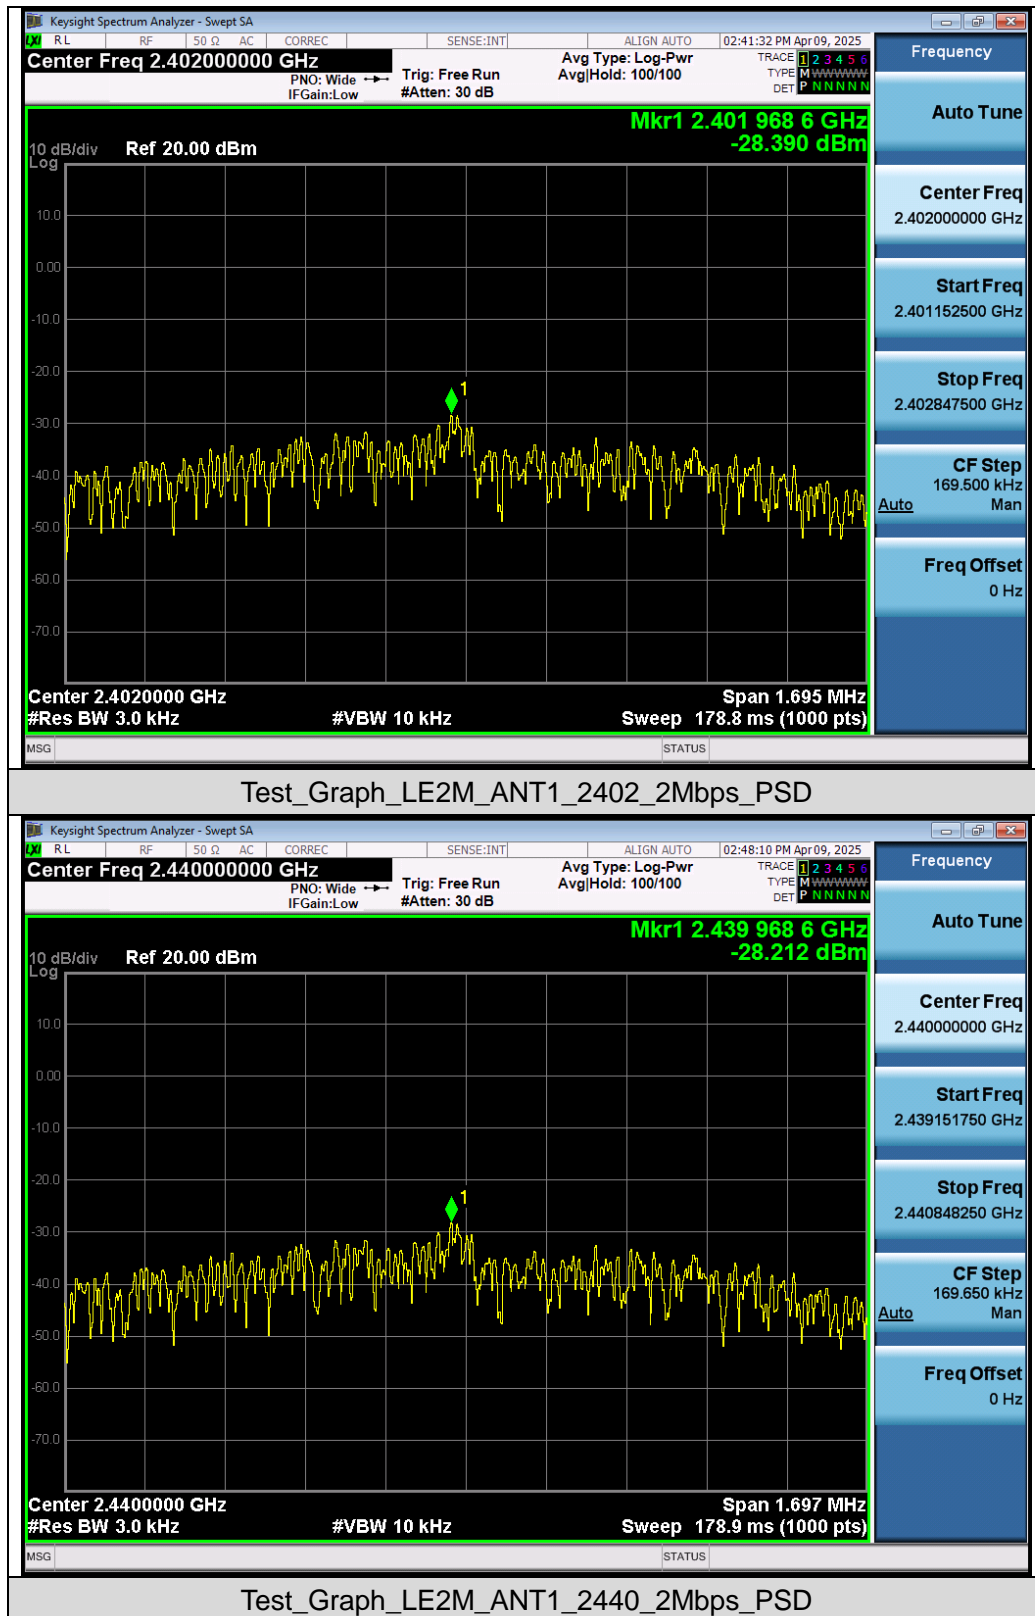 Keysight Spectrum Analyzer - Swept SA
LXI RL RF 50 Ω AC CORREC SENSE:INT ALIGN AUTO 02:41:32 PM Apr 09, 2025
Center Freq 2.402000000 GHz
PNO: Wide
IFGain:Low
Trig: Free Run
#Atten: 30 dB
Avg Type: Log-Pwr
Avg|Hold: 100/100
TRACE 1 2 3 4 5 6
TYPE M W W W W W
DET P N N N N N
Mkr1 2.401 968 6 GHz
-28.390 dBm
10 dB/div Ref 20.00 dBm
Log
10.0
0.00
-10.0
-20.0
-30.0
-40.0
-50.0
-60.0
-70.0
1
Center 2.4020000 GHz Span 1.695 MHz
#Res BW 3.0 kHz #VBW 10 kHz Sweep 178.8 ms (1000 pts)
MSG STATUS
Frequency
Auto Tune
Center Freq
2.402000000 GHz
Start Freq
2.401152500 GHz
Stop Freq
2.402847500 GHz
CF Step
169.500 kHz
Auto Man
Freq Offset
0 Hz
Test_Graph_LE2M_ANT1_2402_2Mbps_PSD
Keysight Spectrum Analyzer - Swept SA
LXI RL RF 50 Ω AC CORREC SENSE:INT ALIGN AUTO 02:48:10 PM Apr 09, 2025
Center Freq 2.440000000 GHz
PNO: Wide
IFGain:Low
Trig: Free Run
#Atten: 30 dB
Avg Type: Log-Pwr
Avg|Hold: 100/100
TRACE 1 2 3 4 5 6
TYPE M W W W W W
DET P N N N N N
Mkr1 2.439 968 6 GHz
-28.212 dBm
10 dB/div Ref 20.00 dBm
Log
10.0
0.00
-10.0
-20.0
-30.0
-40.0
-50.0
-60.0
-70.0
1
Center 2.4400000 GHz Span 1.697 MHz
#Res BW 3.0 kHz #VBW 10 kHz Sweep 178.9 ms (1000 pts)
MSG STATUS
Frequency
Auto Tune
Center Freq
2.440000000 GHz
Start Freq
2.439151750 GHz
Stop Freq
2.440848250 GHz
CF Step
169.650 kHz
Auto Man
Freq Offset
0 Hz
Test_Graph_LE2M_ANT1_2440_2Mbps_PSD